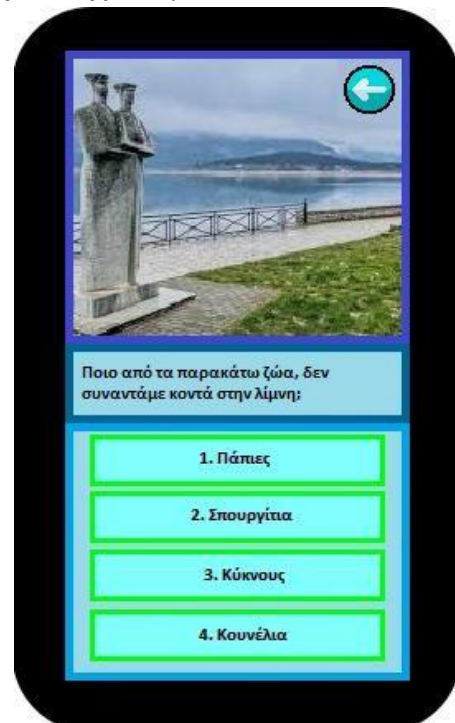 Ποιο από τα παρακάτω ζώα, δεν
συναντάμε κοντά στην λίμνη;
1. Πάπιες
2. Σπουργίτια
3. Κύκνους
4. Κουνέλια